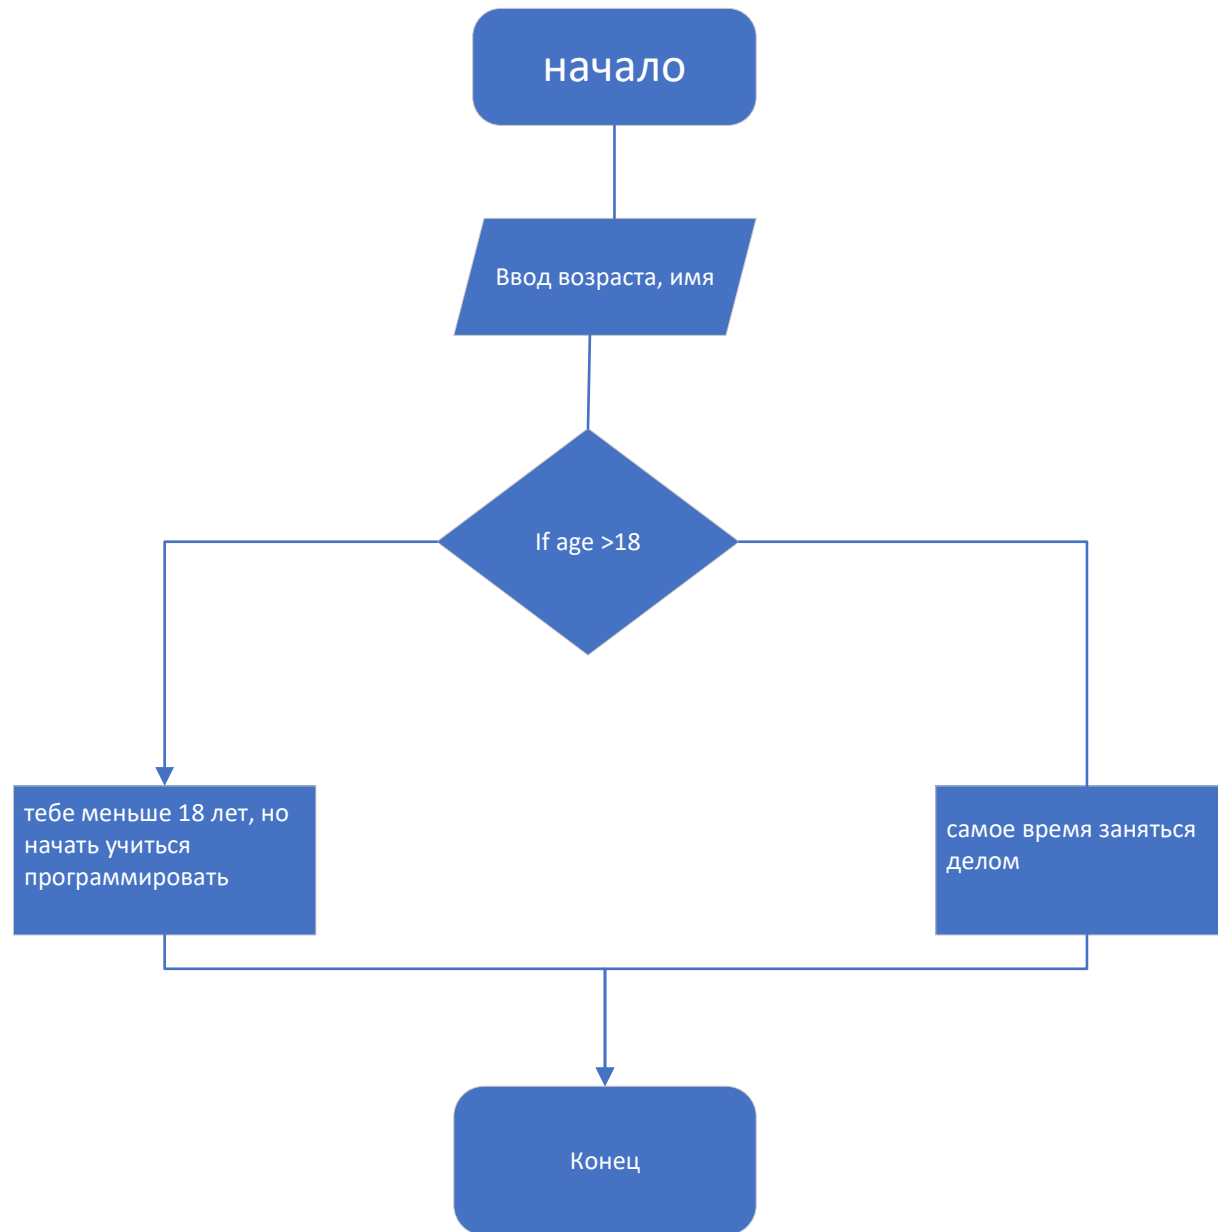 начало
Ввод возраста, имя
If age >18
тебе меньше 18 лет, но
начать учиться
программировать
самое время заняться
делом
Конец